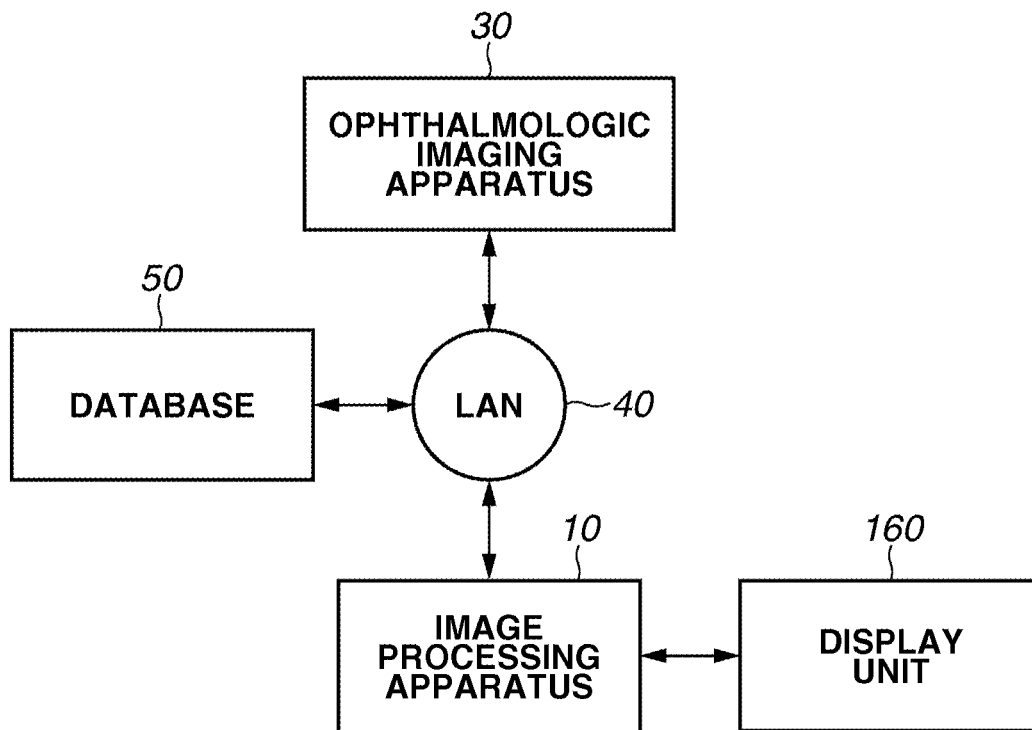 30
OPHTHALMOLOGIC
IMAGING
APPARATUS
50
DATABASE
LAN
40
10
IMAGE
PROCESSING
APPARATUS
160
DISPLAY
UNIT